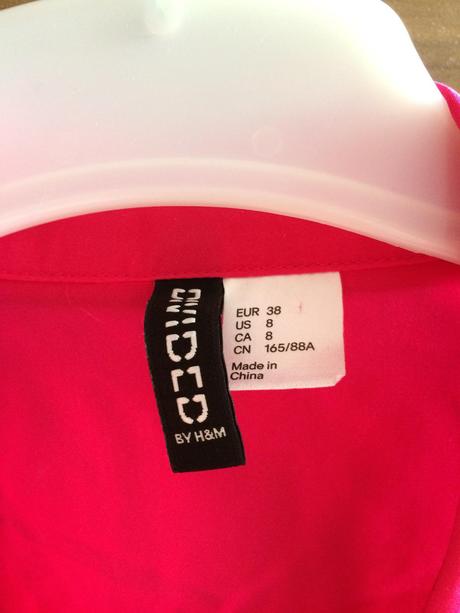 DIVIDED
BY H&M
EUR 38
US 8
CA 8
CN 165/88A
Made in
China